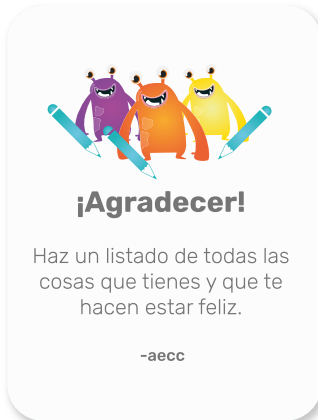 ¡Agradecer!
Haz un listado de todas las
cosas que tienes y que te
hacen estar feliz.
-aecc